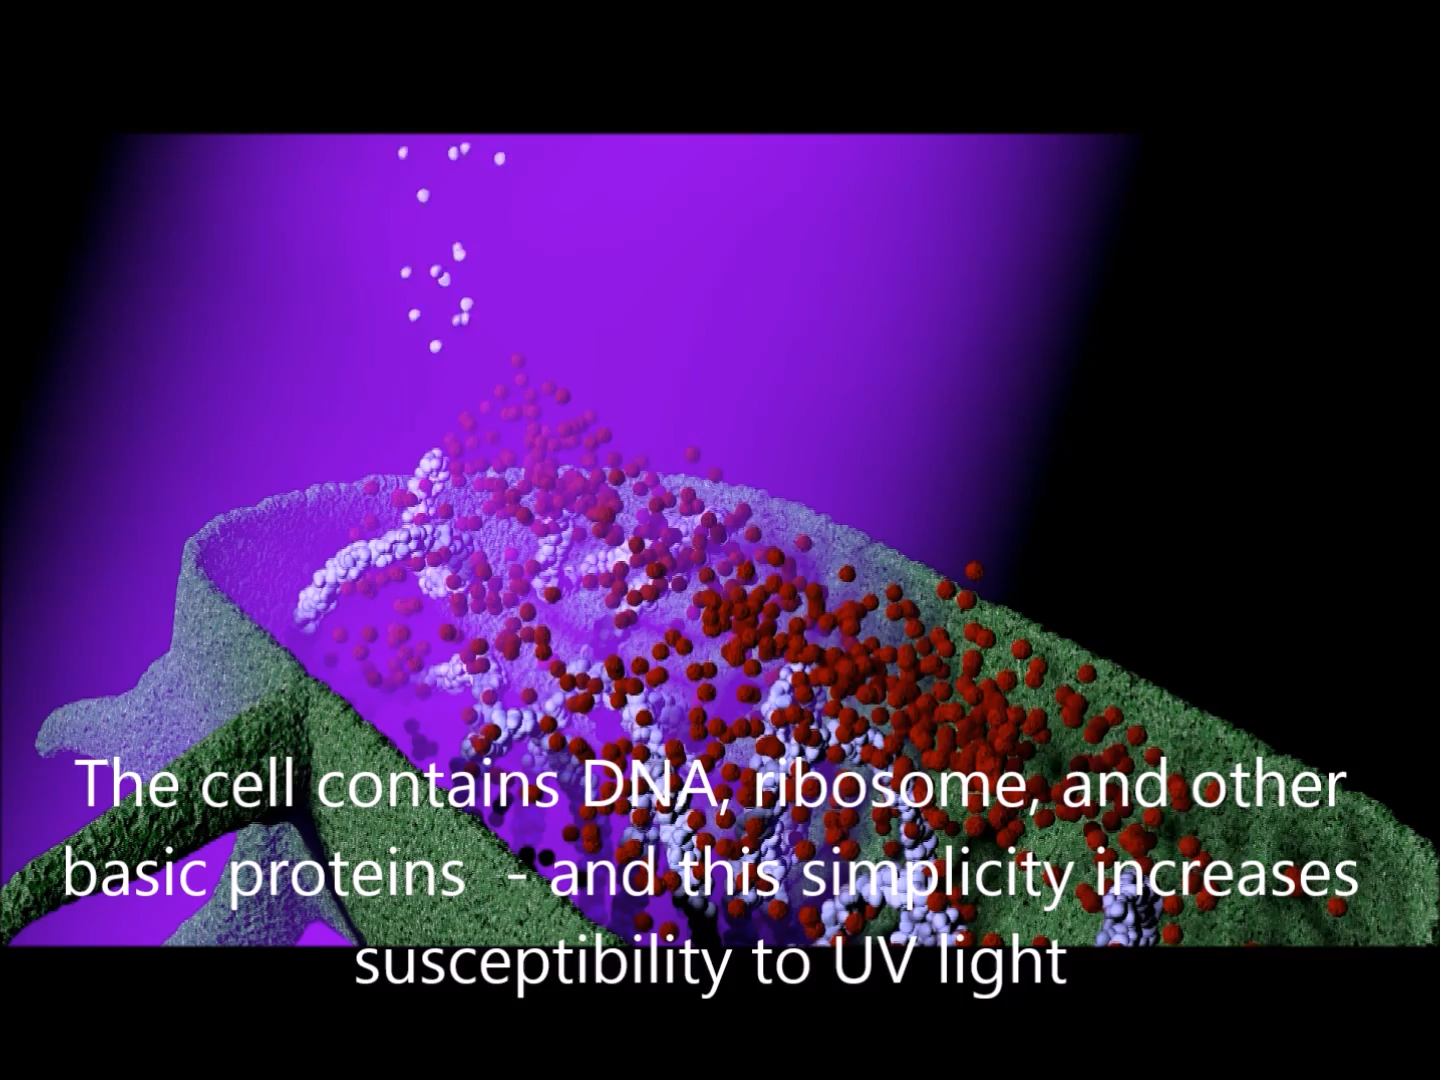 The cell contains DNA, ribosome, and other
basic proteins  - and this simplicity increases
susceptibility to UV light